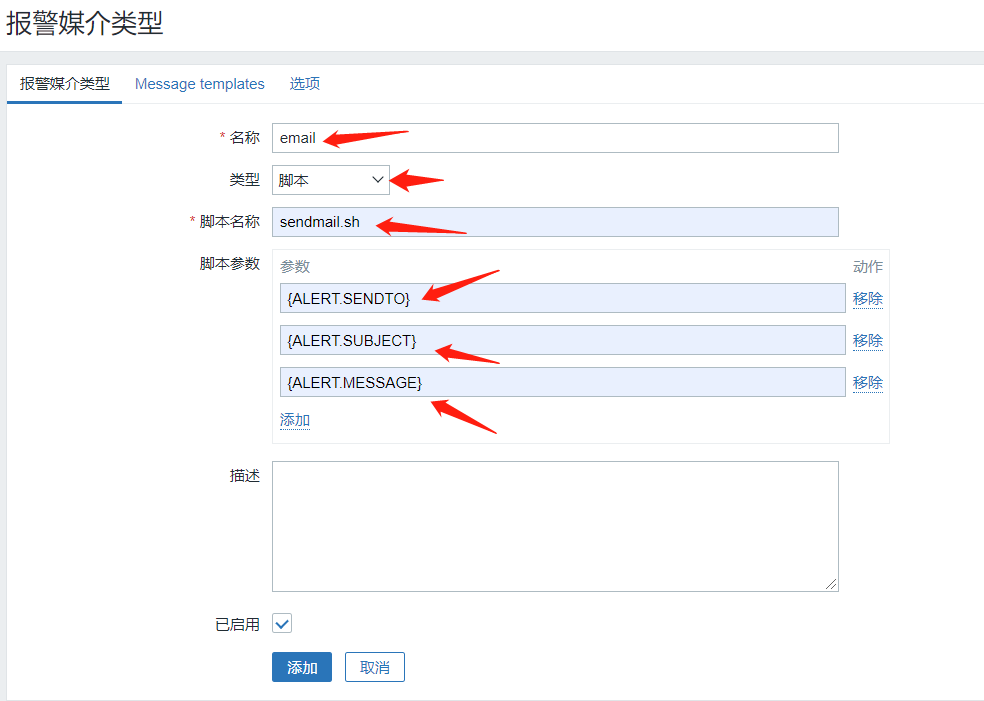 报警媒介类型
报警媒介类型 Message templates 选项
* 名称 email
类型 脚本
* 脚本名称 sendmail.sh
脚本参数 参数 动作
{ALERT.SENDTO} 移除
{ALERT.SUBJECT} 移除
{ALERT.MESSAGE} 移除
添加
描述
已启用
添加 取消